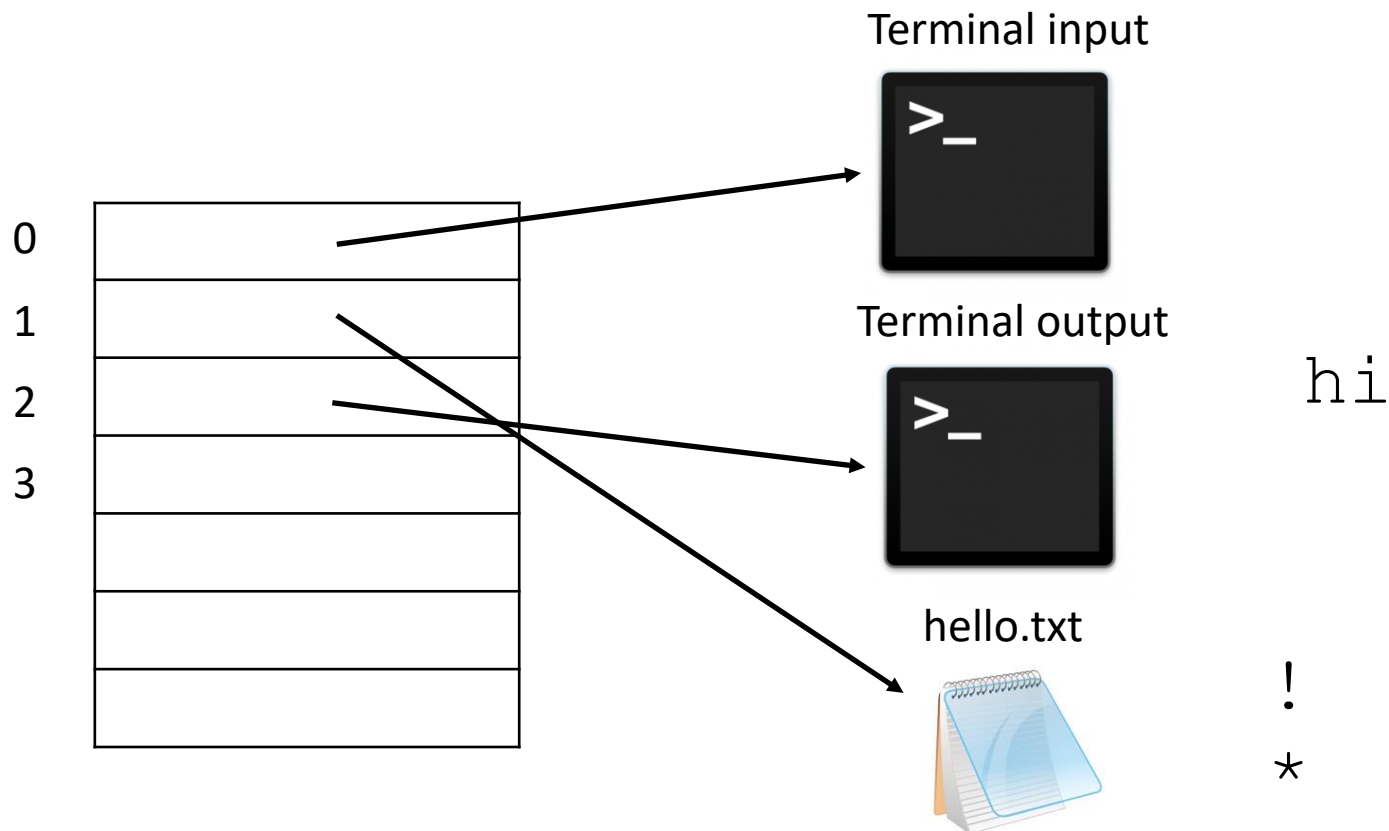 Terminal input
>_
0
1
2
3
Terminal output
>_
hi
hello.txt
!
*